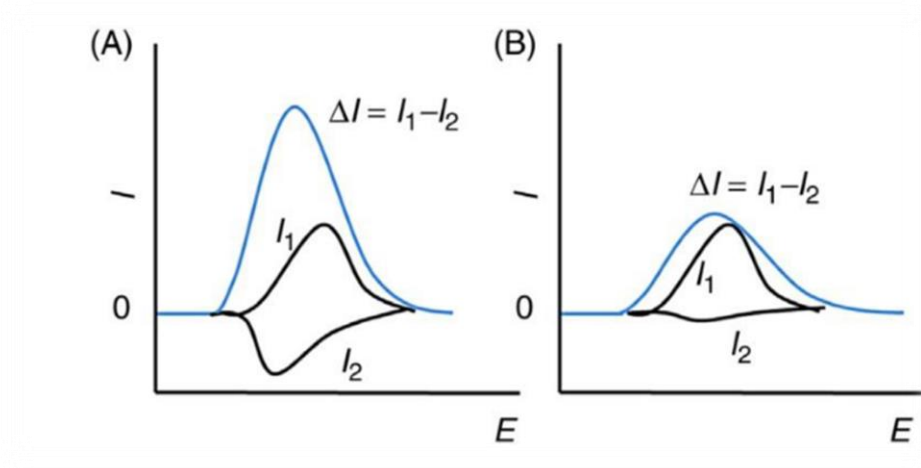 (A)
ΔI = I₁–I₂
I
I₁
0
I₂
E
(B)
ΔI = I₁–I₂
I
I₁
0
I₂
E